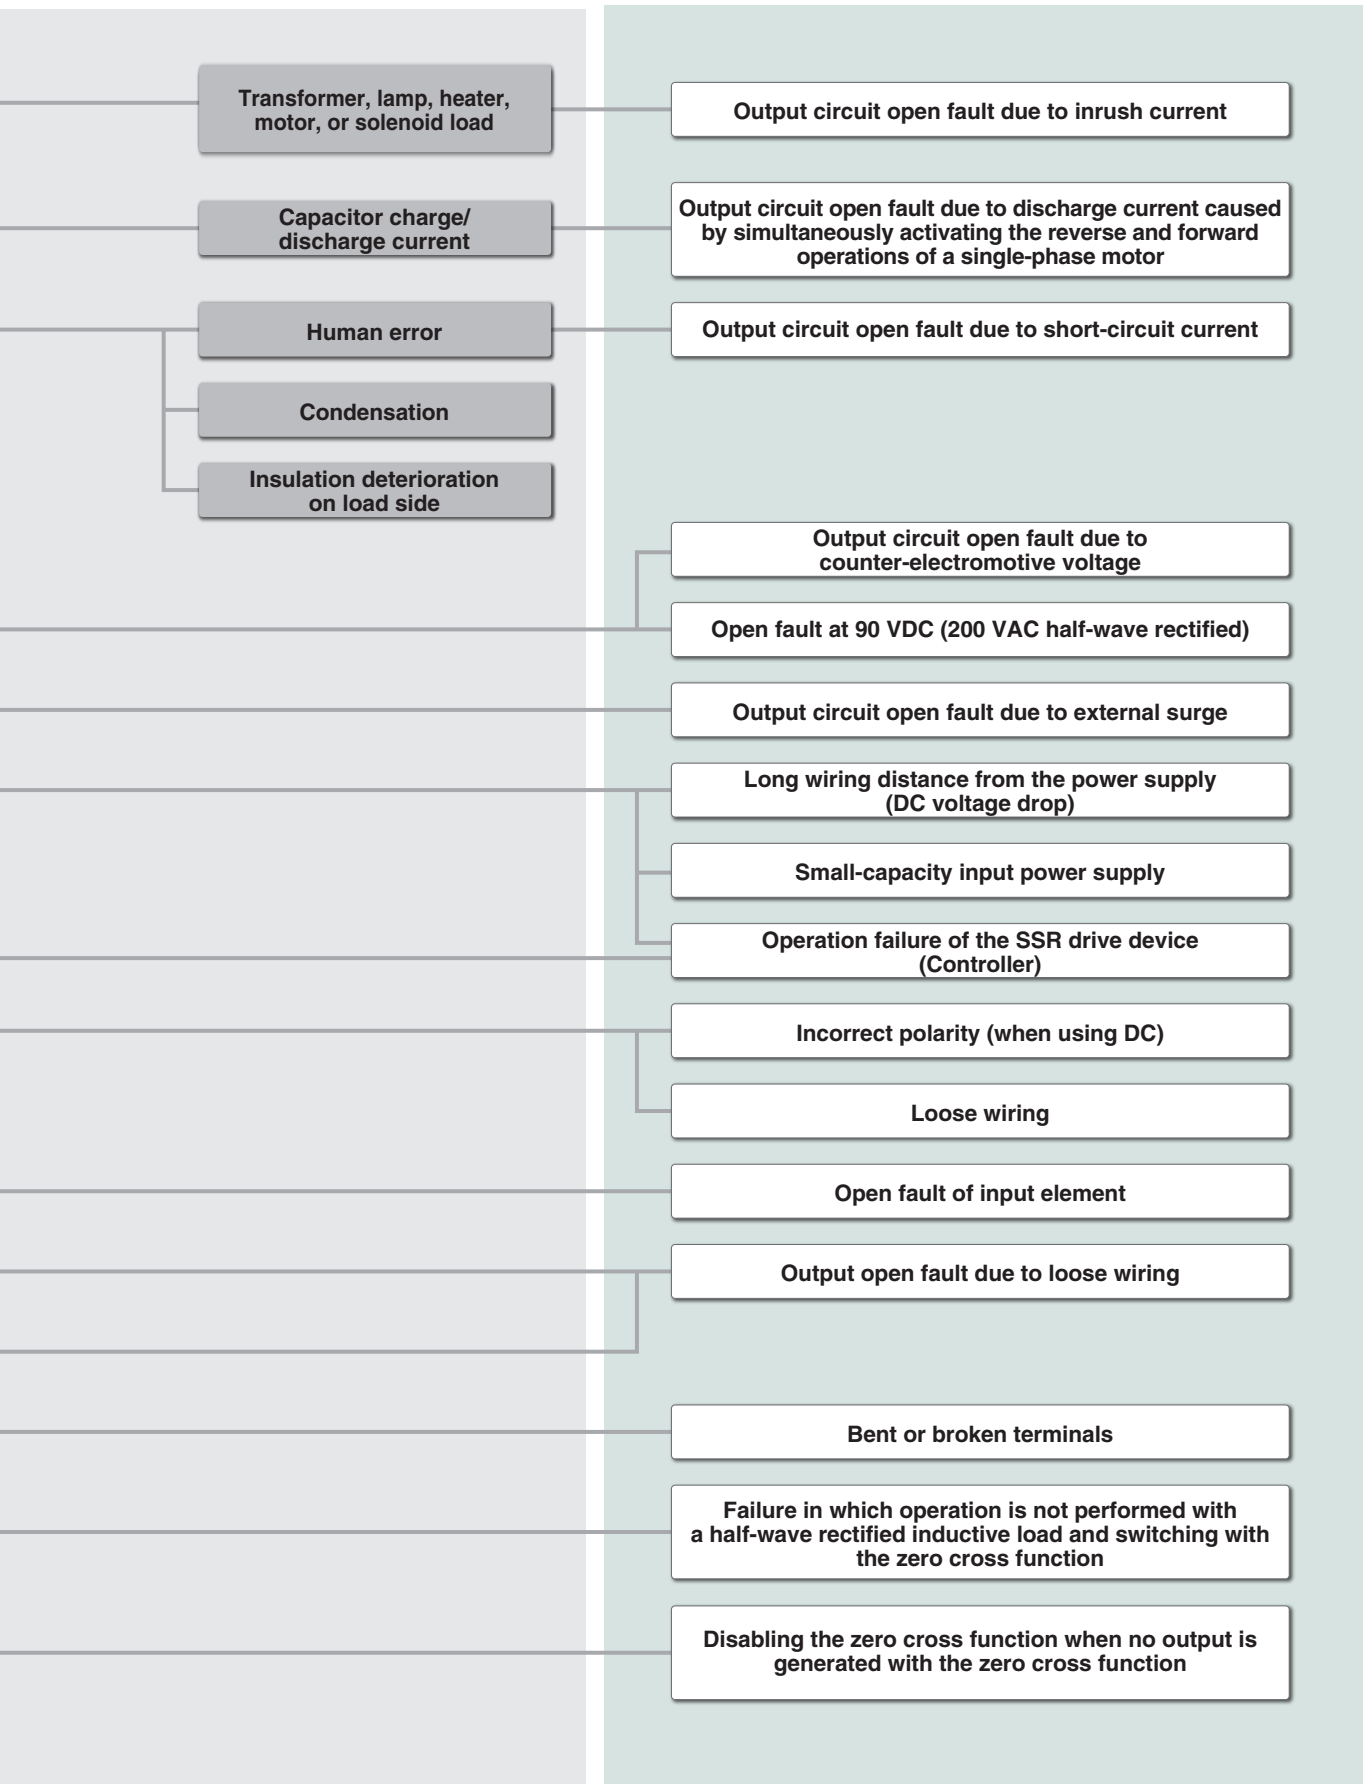 Transformer, lamp, heater,
motor, or solenoid load
Output circuit open fault due to inrush current
Capacitor charge/
discharge current
Output circuit open fault due to discharge current caused
by simultaneously activating the reverse and forward
operations of a single-phase motor
Human error
Output circuit open fault due to short-circuit current
Condensation
Insulation deterioration
on load side
Output circuit open fault due to
counter-electromotive voltage
Open fault at 90 VDC (200 VAC half-wave rectified)
Output circuit open fault due to external surge
Long wiring distance from the power supply
(DC voltage drop)
Small-capacity input power supply
Operation failure of the SSR drive device
(Controller)
Incorrect polarity (when using DC)
Loose wiring
Open fault of input element
Output open fault due to loose wiring
Bent or broken terminals
Failure in which operation is not performed with
a half-wave rectified inductive load and switching with
the zero cross function
Disabling the zero cross function when no output is
generated with the zero cross function